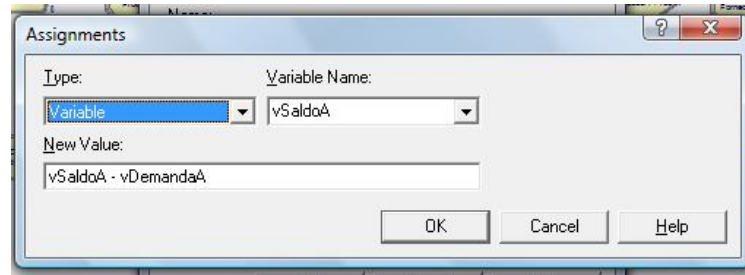 Assignments
Type:
Variable Name:
Variable
vSaldoA
New Value:
vSaldoA - vDemandaA
OK
Cancel
Help